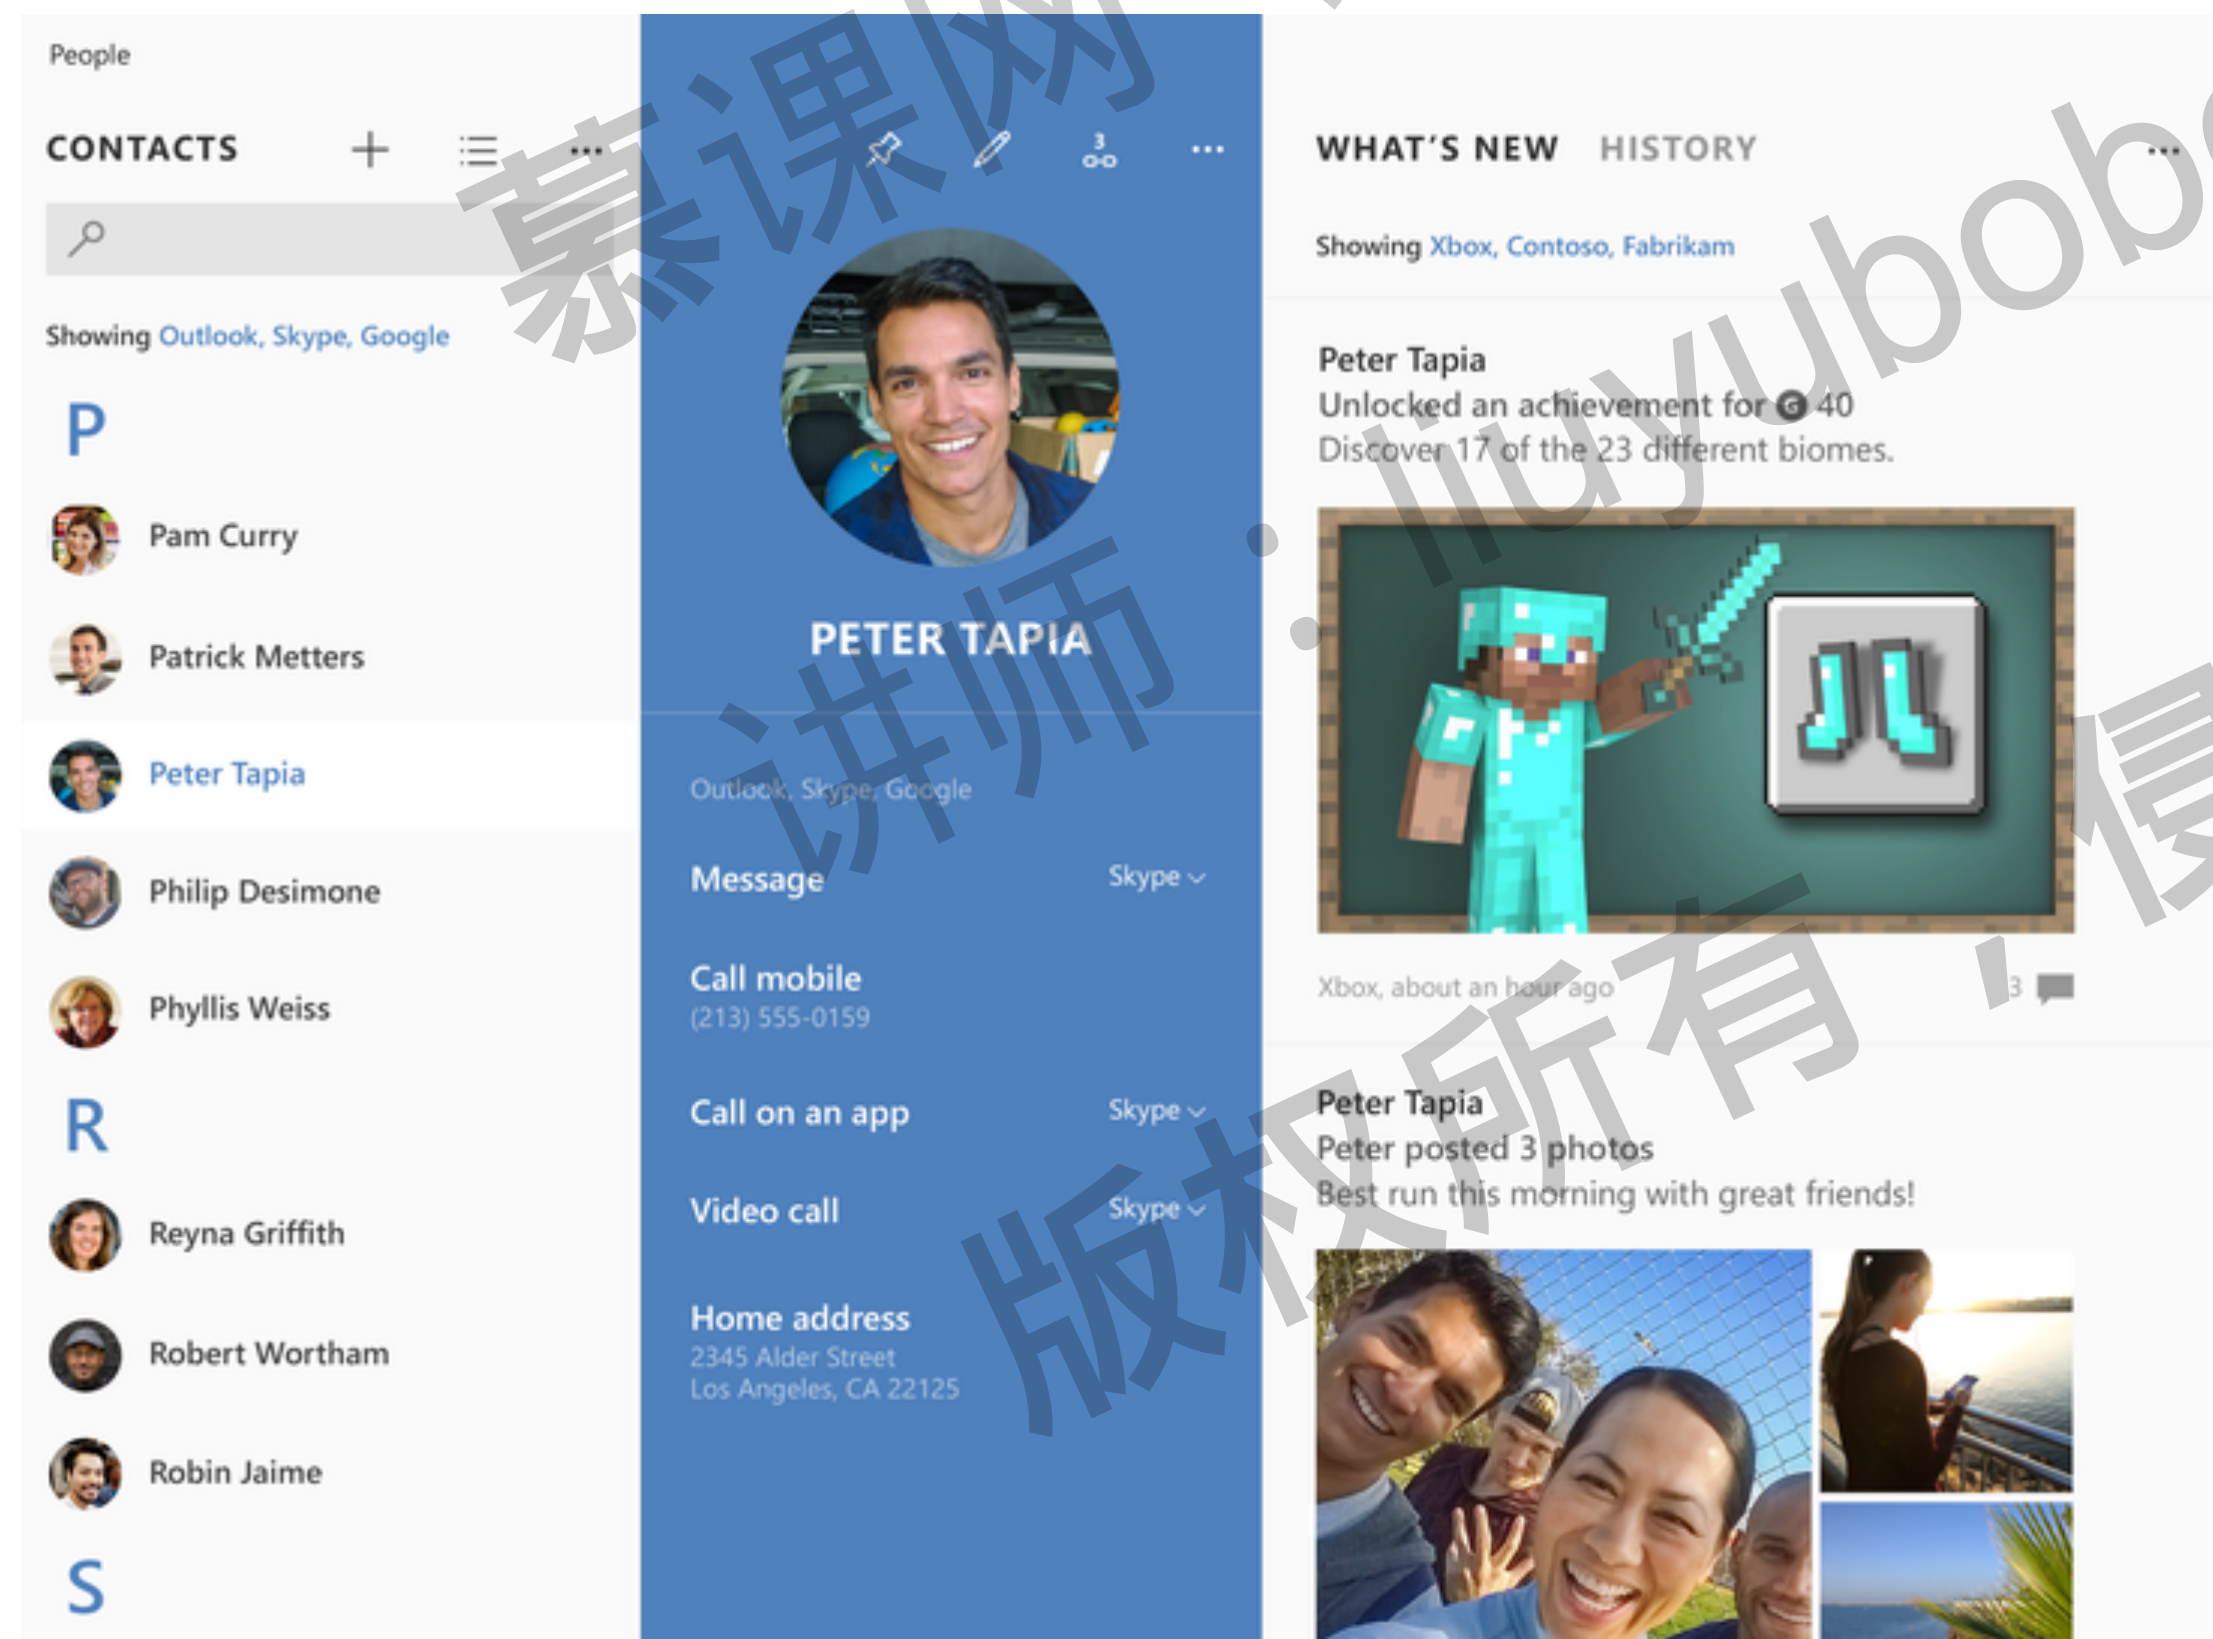 People
CONTACTS
Showing Outlook, Skype, Google
P
Pam Curry
Patrick Metters
Peter Tapia
Philip Desimone
Phyllis Weiss
R
Reyna Griffith
Robert Wortham
Robin Jaime
S
3
PETER TAPIA
Outlook, Skype, Google
Message Skype
Call mobile
(213) 555-0159
Call on an app Skype
Video call Skype
Home address
2345 Alder Street
Los Angeles, CA 22125
WHAT'S NEW HISTORY
Showing Xbox, Contoso, Fabrikam
Peter Tapia
Unlocked an achievement for G 40
Discover 17 of the 23 different biomes.
Xbox, about an hour ago 3
Peter Tapia
Peter posted 3 photos
Best run this morning with great friends!
慕课网
讲师：liuyubob
版权所有，侵